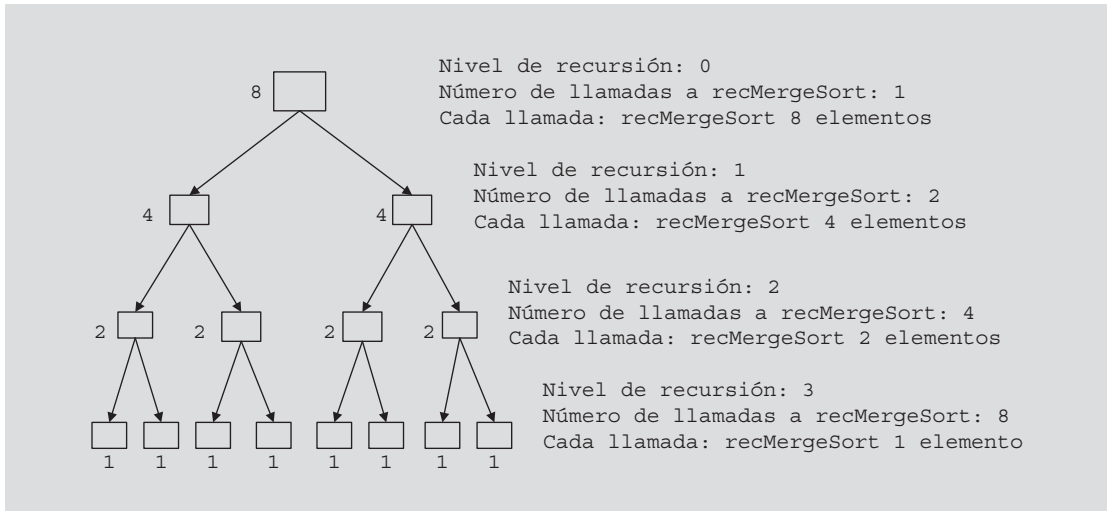 8
Nivel de recursión: 0
Número de llamadas a recMergeSort: 1
Cada llamada: recMergeSort 8 elementos
4 4
Nivel de recursión: 1
Número de llamadas a recMergeSort: 2
Cada llamada: recMergeSort 4 elementos
2 2 2 2
Nivel de recursión: 2
Número de llamadas a recMergeSort: 4
Cada llamada: recMergeSort 2 elementos
Nivel de recursión: 3
Número de llamadas a recMergeSort: 8
Cada llamada: recMergeSort 1 elemento
1 1 1 1 1 1 1 1